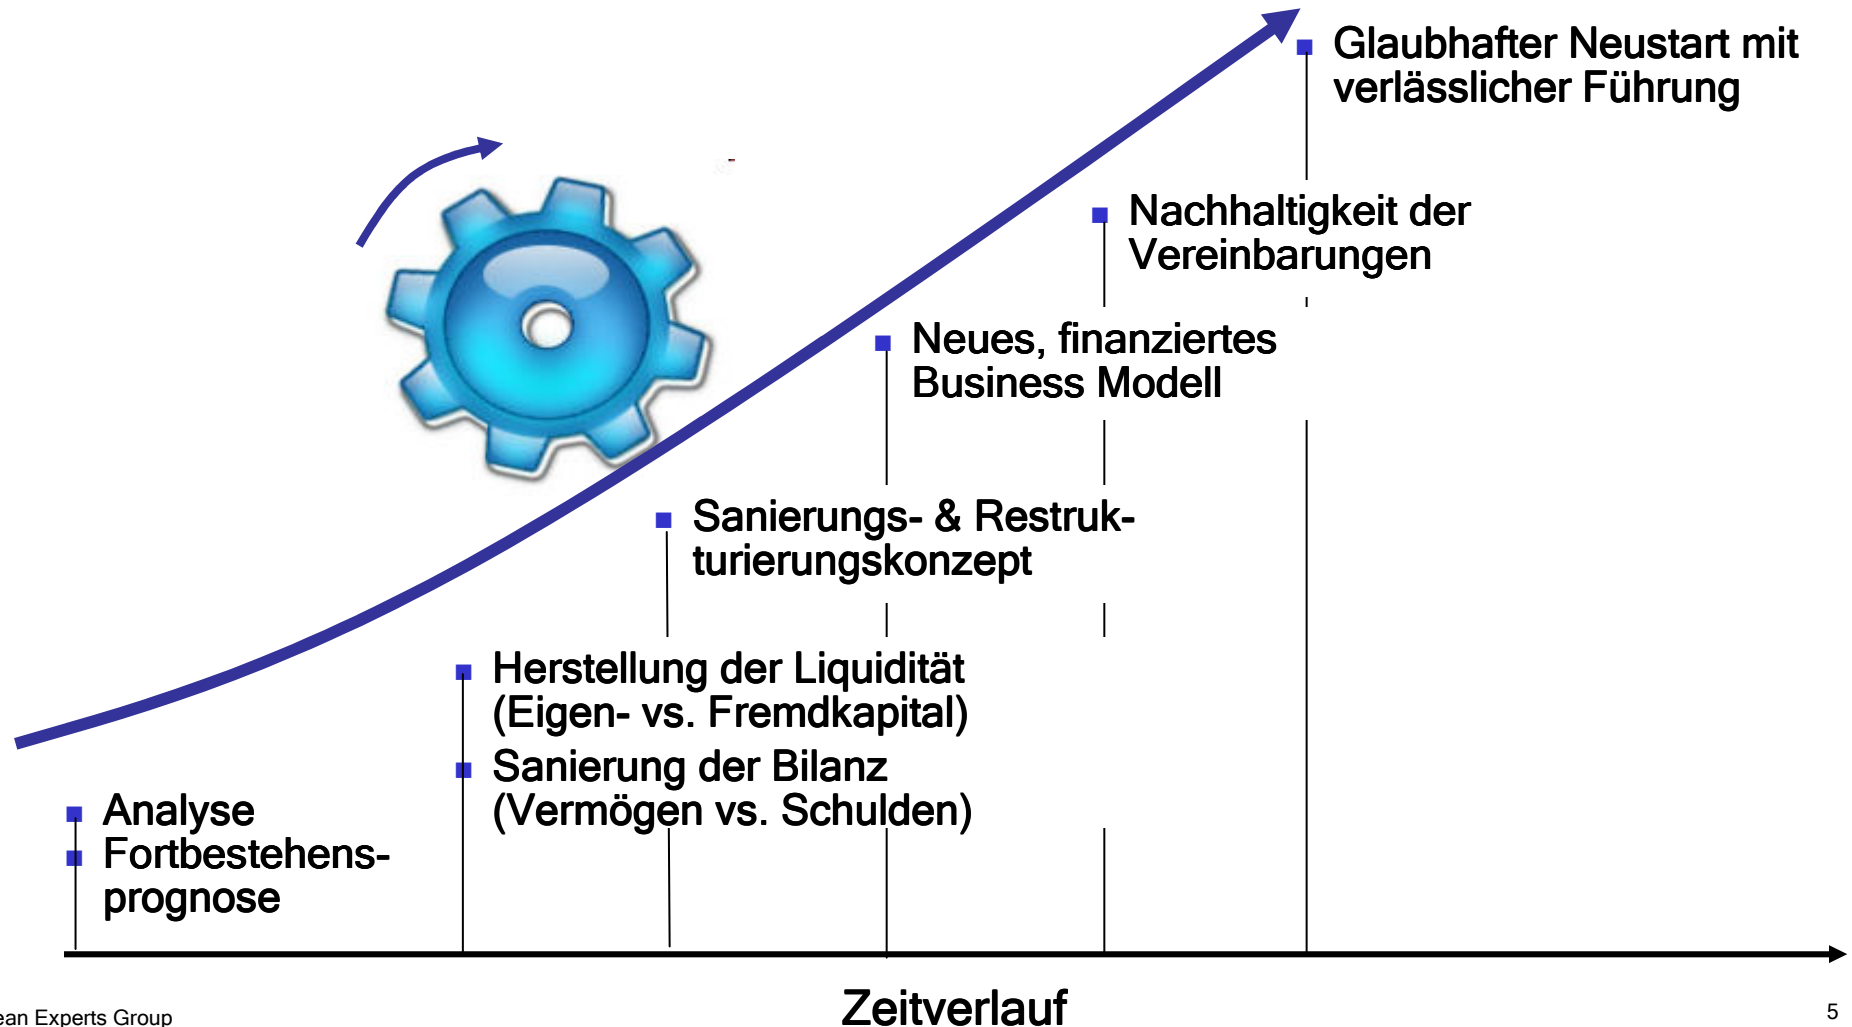 Glaubhafter Neustart mit
verlässlicher Führung
Nachhaltigkeit der
Vereinbarungen
Neues, finanziertes
Business Modell
Sanierungs- & Restruk-
turierungskonzept
Herstellung der Liquidität
(Eigen- vs. Fremdkapital)
Sanierung der Bilanz
(Vermögen vs. Schulden)
Analyse
Fortbestehens-
prognose
Zeitverlauf
Experts Group
5